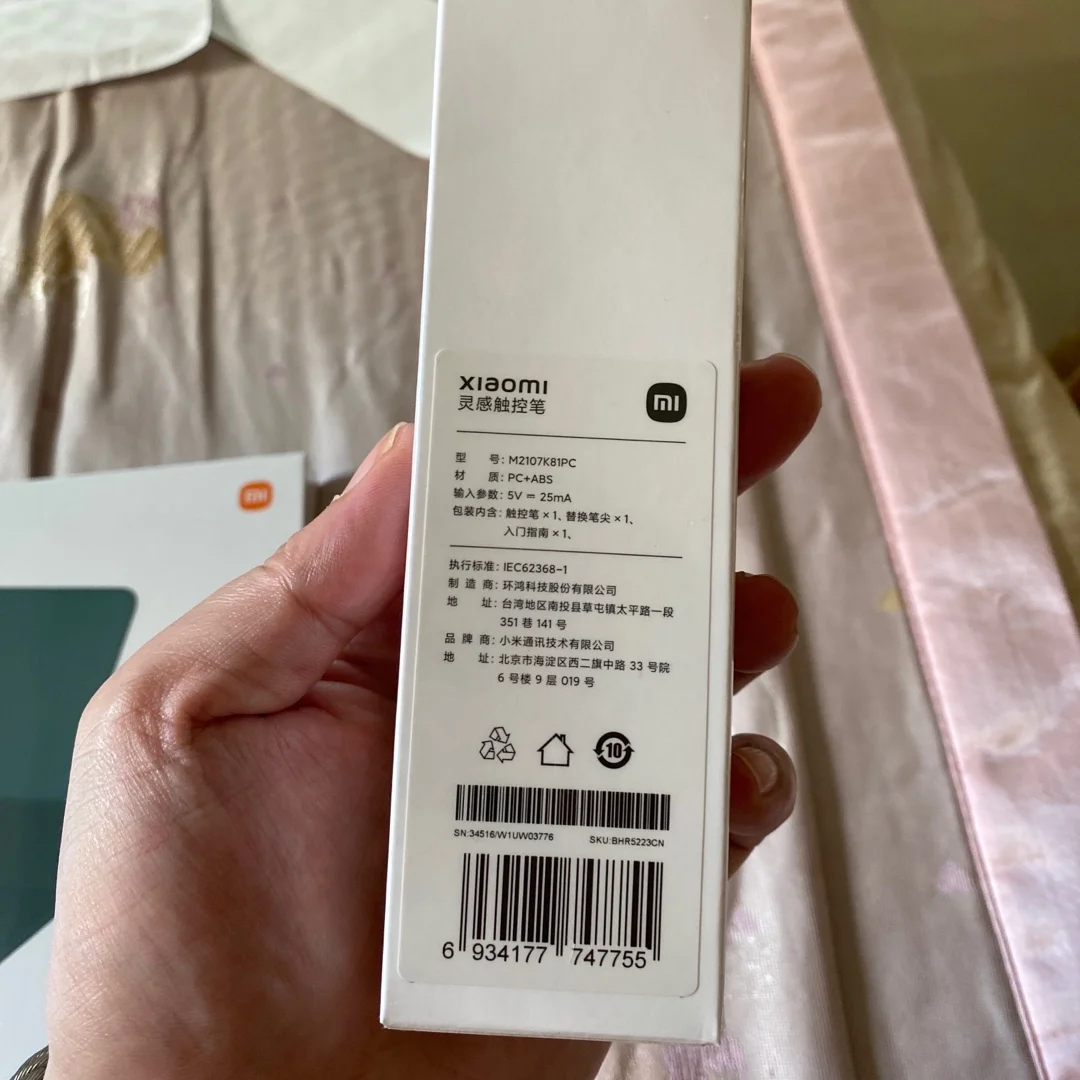 xiaomi
灵感触控笔
mi
型 号: M2107K81PC
材 质: PC+ABS
输入参数: 5V ⎓ 25mA
包装内含: 触控笔×1、替换笔尖×1、
入门指南×1、
执行标准: IEC62368-1
制 造 商: 环鸿科技股份有限公司
地 址: 台湾地区南投县草屯镇太平路一段
351 巷 141 号
品 牌 商: 小米通讯技术有限公司
地 址: 北京市海淀区西二旗中路 33 号院
6 号楼 9 层 019 号
10
SN:34516/W1UW03776
SKU:BHR5223CN
6 934177 747755
mi